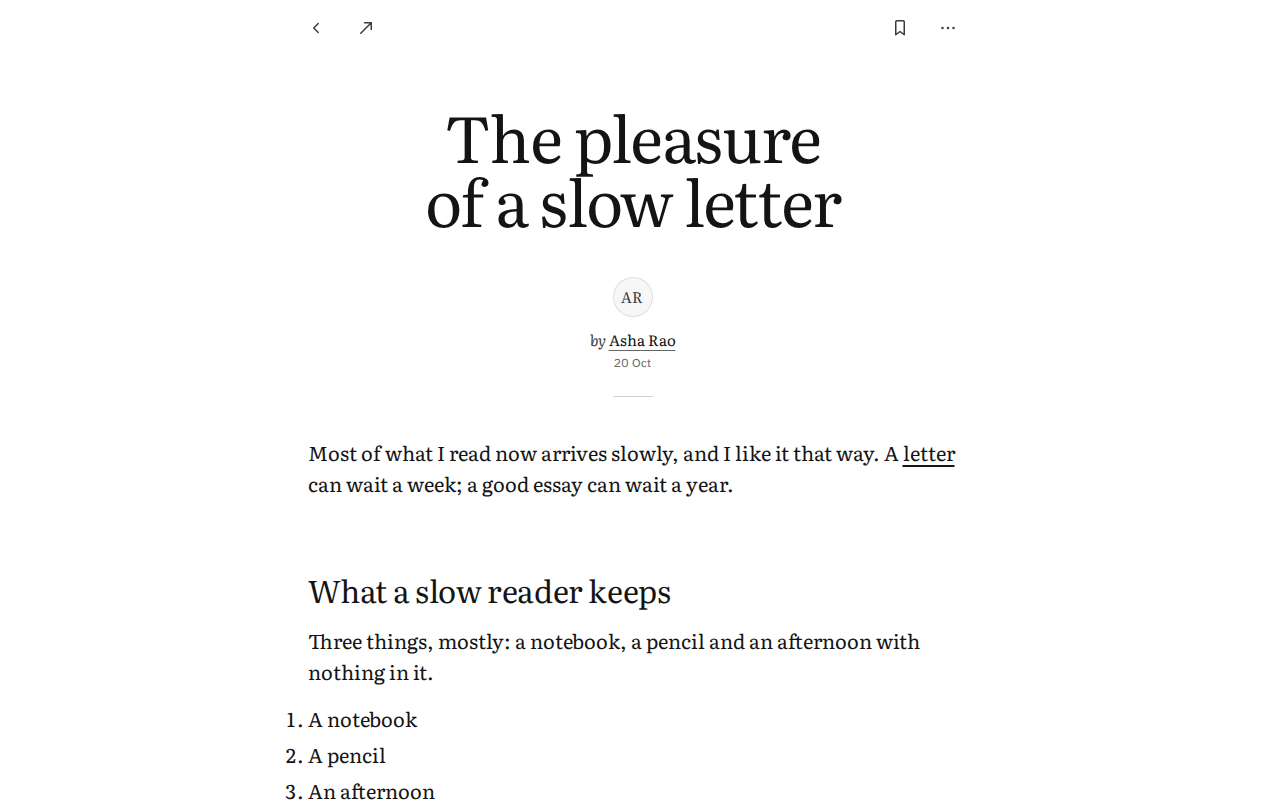 The pleasure
of a slow letter
AR
by Asha Rao
20 Oct
Most of what I read now arrives slowly, and I like it that way. A letter
can wait a week; a good essay can wait a year.
What a slow reader keeps
Three things, mostly: a notebook, a pencil and an afternoon with
nothing in it.
1. A notebook
2. A pencil
3. An afternoon